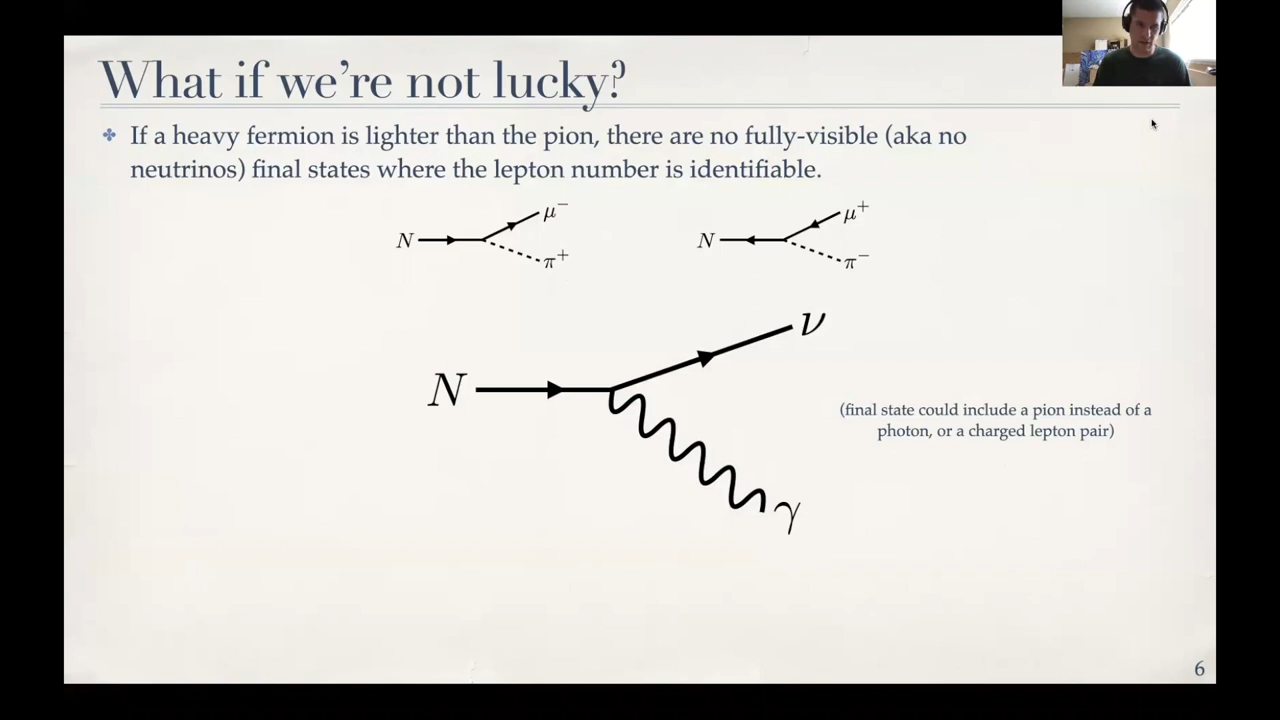 What if we're not lucky?
✤ If a heavy fermion is lighter than the pion, there are no fully-visible (aka no
neutrinos) final states where the lepton number is identifiable.
N μ⁻ π⁺
N μ⁺ π⁻
N ν γ
(final state could include a pion instead of a
photon, or a charged lepton pair)
6